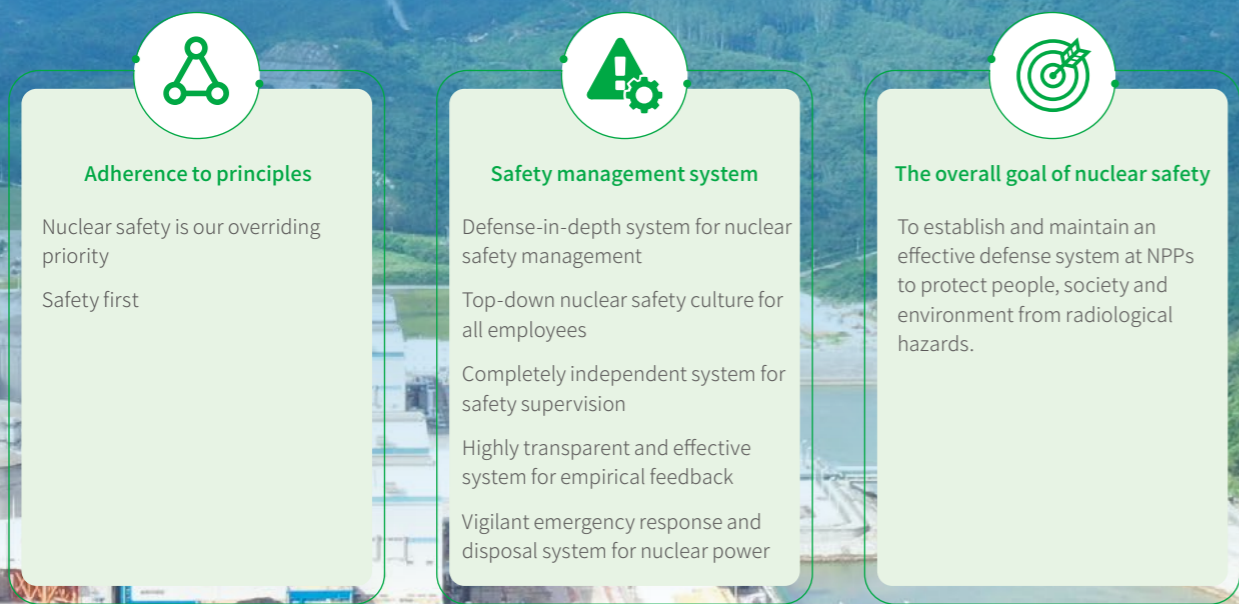 Adherence to principles
Nuclear safety is our overriding
priority
Safety first
Safety management system
Defense-in-depth system for nuclear
safety management
Top-down nuclear safety culture for
all employees
Completely independent system for
safety supervision
Highly transparent and effective
system for empirical feedback
Vigilant emergency response and
disposal system for nuclear power
The overall goal of nuclear safety
To establish and maintain an
effective defense system at NPPs
to protect people, society and
environment from radiological
hazards.